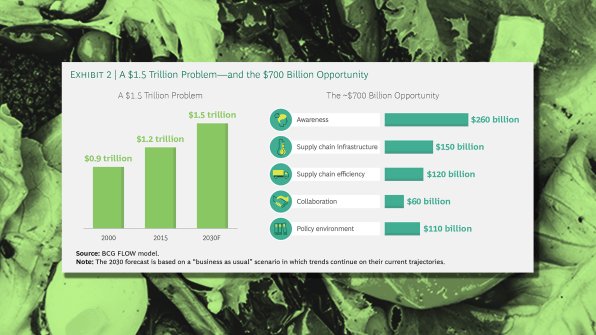 EXHIBIT 2 | A $1.5 Trillion Problem—and the $700 Billion Opportunity
A $1.5 Trillion Problem
$0.9 trillion
$1.2 trillion
$1.5 trillion
2000
2015
2030F
The ~$700 Billion Opportunity
Awareness
$260 billion
Supply chain infrastructure
$150 billion
Supply chain efficiency
$120 billion
Collaboration
$60 billion
Policy environment
$110 billion
Source: BCG FLOW model.
Note: The 2030 forecast is based on a "business as usual" scenario in which trends continue on their current trajectories.